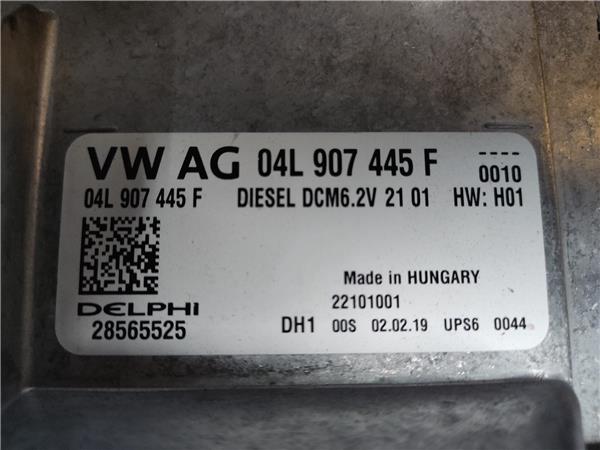 VW AG 04L 907 445 F ----
0010
04L 907 445 F DIESEL DCM6.2V 21 01 HW: H01
Made in HUNGARY
22101001
DELPHI
28565525
DH1 00S 02.02.19 UPS6 0044